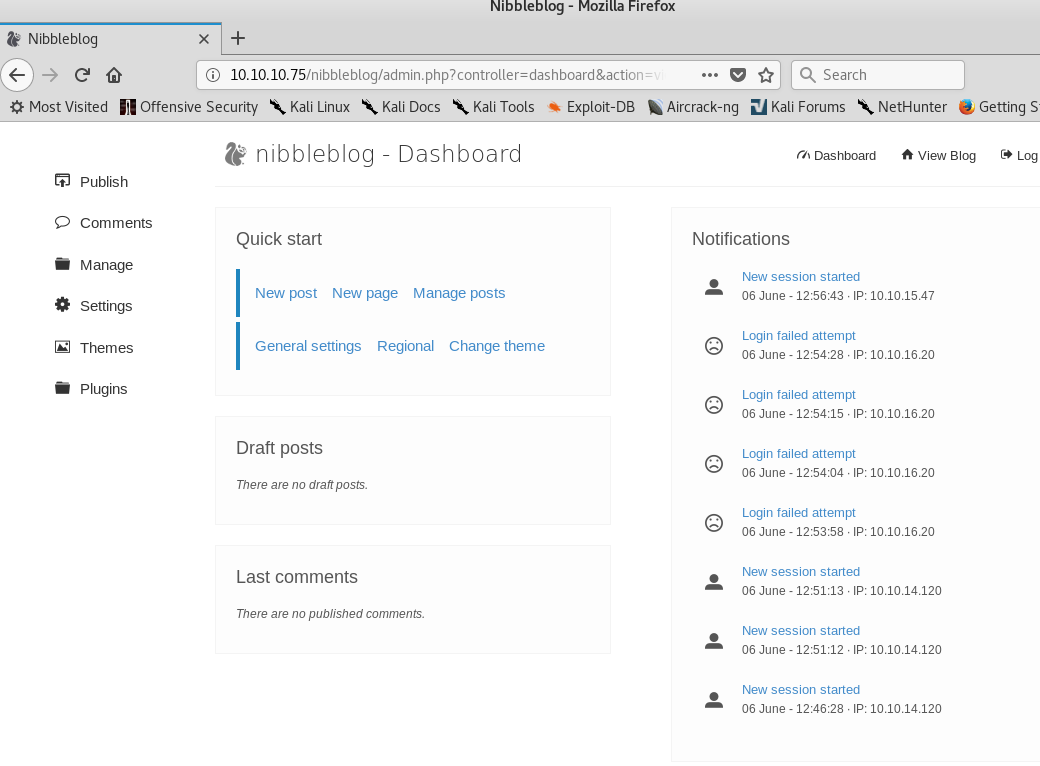 Nibbleblog - Mozilla Firefox
Nibbleblog
10.10.10.75/nibbleblog/admin.php?controller=dashboard&action=v
Search
Most Visited Offensive Security Kali Linux Kali Docs Kali Tools Exploit-DB Aircrack-ng Kali Forums NetHunter Getting S
nibbleblog - Dashboard
Dashboard View Blog Log
Publish
Comments
Manage
Settings
Themes
Plugins
Quick start
New post New page Manage posts
General settings Regional Change theme
Draft posts
There are no draft posts.
Last comments
There are no published comments.
Notifications
New session started
06 June - 12:56:43 · IP: 10.10.15.47
Login failed attempt
06 June - 12:54:28 · IP: 10.10.16.20
Login failed attempt
06 June - 12:54:15 · IP: 10.10.16.20
Login failed attempt
06 June - 12:54:04 · IP: 10.10.16.20
Login failed attempt
06 June - 12:53:58 · IP: 10.10.16.20
New session started
06 June - 12:51:13 · IP: 10.10.14.120
New session started
06 June - 12:51:12 · IP: 10.10.14.120
New session started
06 June - 12:46:28 · IP: 10.10.14.120